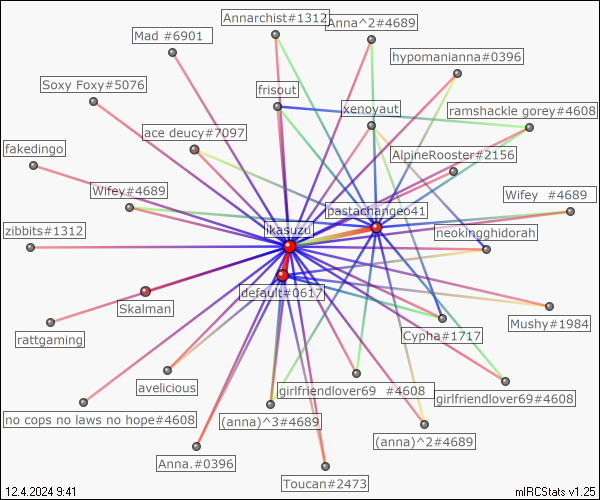 Annarchist#1312
Anna^2#4689
Mad #6901
hypomanianna#0396
Soxy Foxy#5076
frisout
xenoyaut
ramshackle gorey#4608
ace deucy#7097
fakedingo
AlpineRooster#2156
Wifey#4689
Wifey #4689
pastachange041
ikasuzu
neokingghidorah
zibbits#1312
default#0617
Skalman
Mushy#1984
rattgaming
Cypha#1717
avelicious
girlfriendlover69 #4608
girlfriendlover69#4608
no cops no laws no hope#4608
(anna)^3#4689
(anna)^2#4689
Anna.#0396
Toucan#2473
12.4.2024 9:41
mIRCStats v1.25